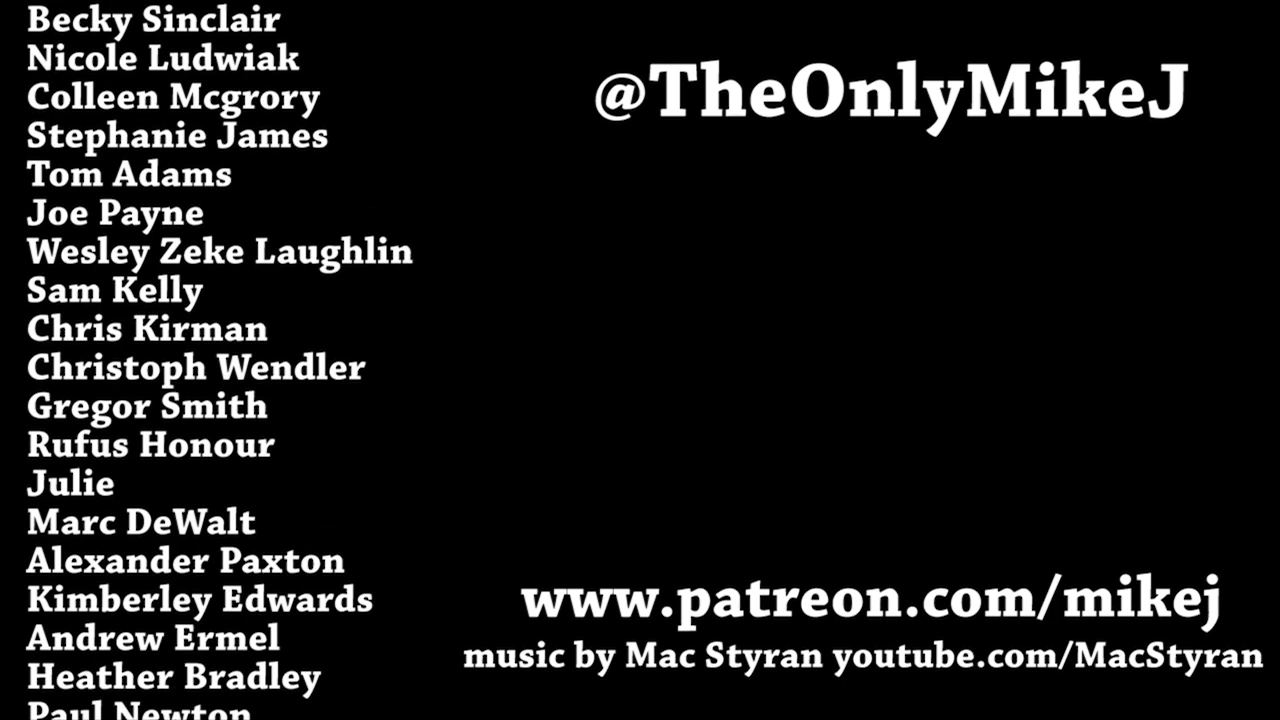 Becky Sinclair
Nicole Ludwiak
Colleen Mcgrory
Stephanie James
Tom Adams
Joe Payne
Wesley Zeke Laughlin
Sam Kelly
Chris Kirman
Christoph Wendler
Gregor Smith
Rufus Honour
Julie
Marc DeWalt
Alexander Paxton
Kimberley Edwards
Andrew Ermel
Heather Bradley
Paul Newton
@TheOnlyMikeJ
www.patreon.com/mikej
music by Mac Styran youtube.com/MacStyran